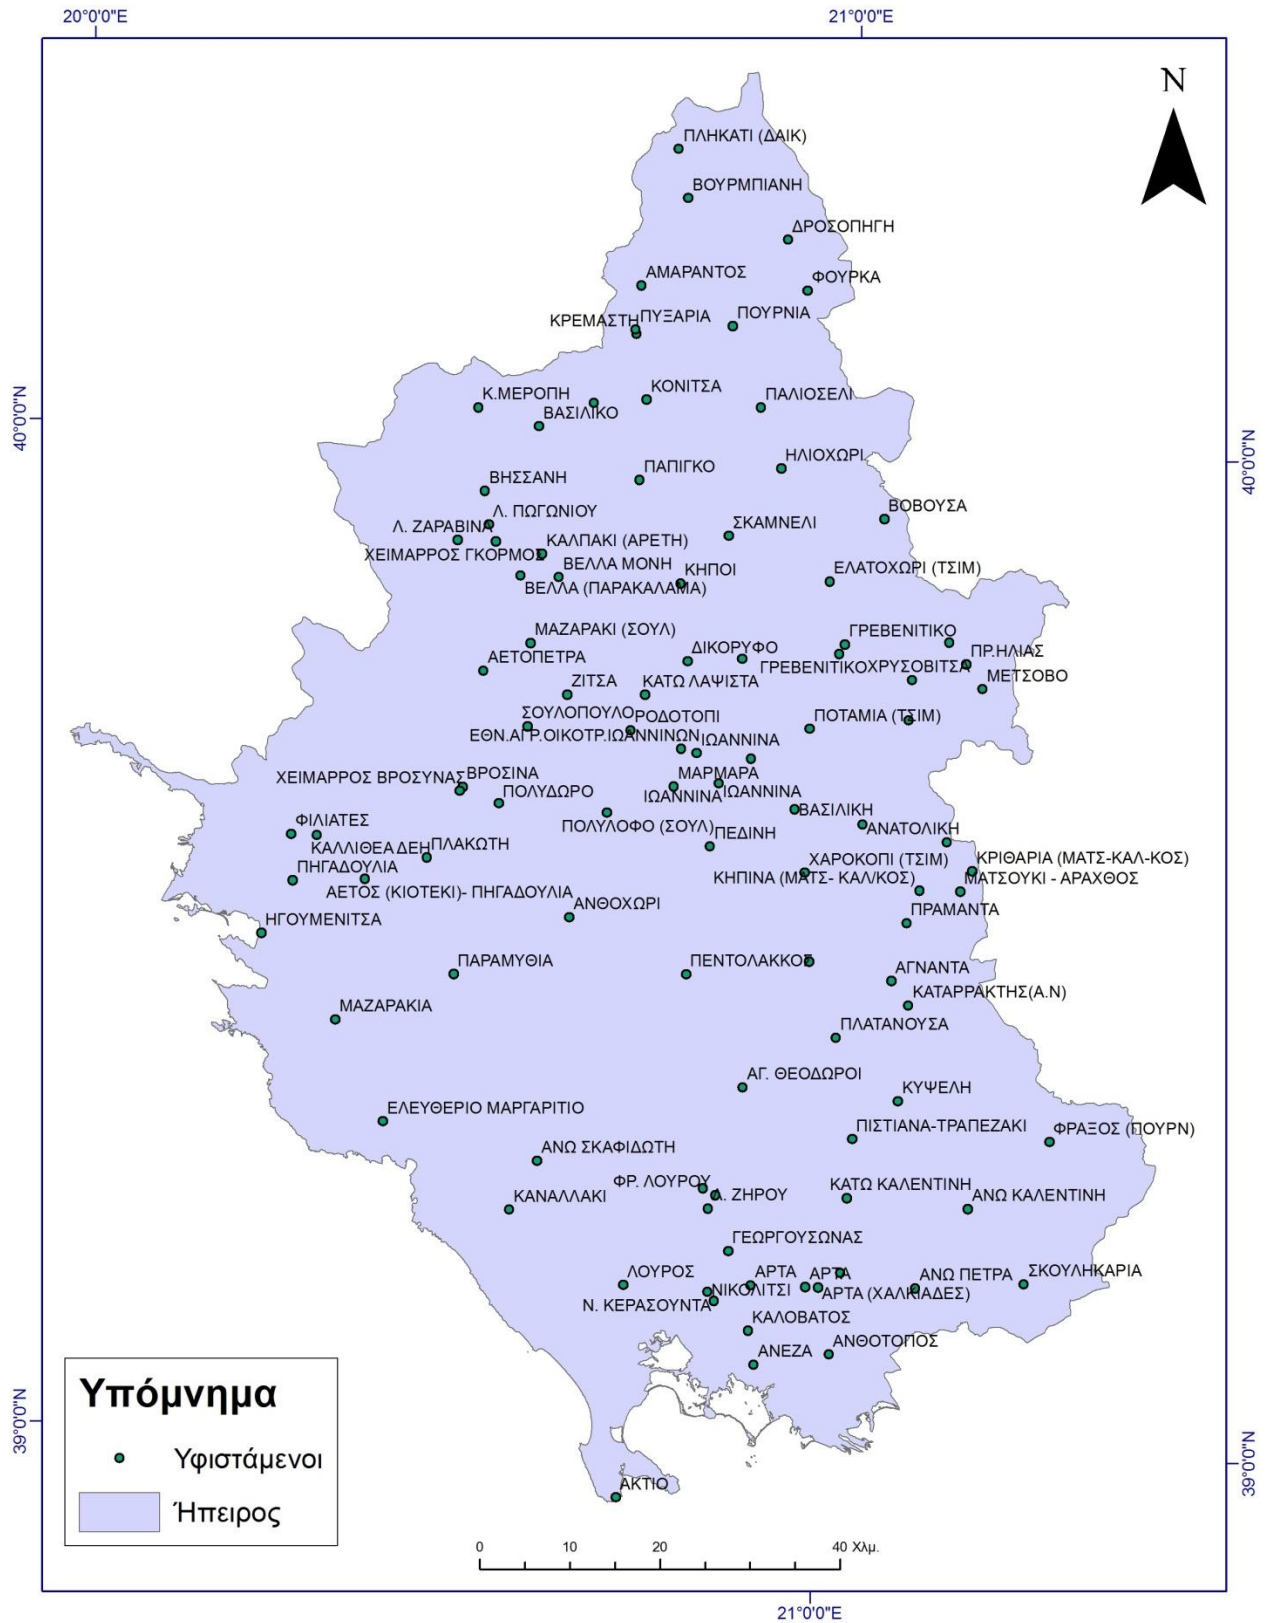 20°0'0"E
21°0'0"E
N
ΠΛΗΚΑΤΙ (ΔΑΙΚ)
ΒΟΥΡΜΠΙΑΝΗ
ΔΡΟΣΟΠΗΓΗ
ΑΜΑΡΑΝΤΟΣ
ΦΟΥΡΚΑ
ΚΡΕΜΑΣΤΗ
ΠΥΞΑΡΙΑ
ΠΟΥΡΝΙΑ
Κ.ΜΕΡΟΠΗ
ΚΟΝΙΤΣΑ
ΠΑΛΙΟΣΕΛΙ
40°0'0"N
ΒΑΣΙΛΙΚΟ
40°0'0"N
ΗΛΙΟΧΩΡΙ
ΠΑΠΙΓΚΟ
ΒΗΣΣΑΝΗ
ΒΟΒΟΥΣΑ
Λ. ΠΩΓΩΝΙΟΥ
Λ. ΖΑΡΑΒΙΝΑ
ΣΚΑΜΝΕΛΙ
ΚΑΛΠΑΚΙ (ΑΡΕΤΗ)
ΧΕΙΜΑΡΡΟΣ ΓΚΟΡΜΟΣ
ΒΕΛΛΑ ΜΟΝΗ
ΚΗΠΟΙ
ΕΛΑΤΟΧΩΡΙ (ΤΣΙΜ)
ΒΕΛΛΑ (ΠΑΡΑΚΑΛΑΜΑ)
ΜΑΖΑΡΑΚΙ (ΣΟΥΛ)
ΓΡΕΒΕΝΙΤΙΚΟ
ΔΙΚΟΡΥΦΟ
ΠΡ.ΗΛΙΑΣ
ΑΕΤΟΠΕΤΡΑ
ΓΡΕΒΕΝΙΤΙΚΟ
ΧΡΥΣΟΒΙΤΣΑ
ΜΕΤΣΟΒΟ
ΖΙΤΣΑ
ΚΑΤΩ ΛΑΨΙΣΤΑ
ΣΟΥΛΟΠΟΥΛΟ
ΡΟΔΟΤΟΠΙ
ΠΟΤΑΜΙΑ (ΤΣΙΜ)
ΕΘΝ.ΑΓΡ.ΟΙΚΟΤΡ.ΙΩΑΝΝΙΝΩΝ
ΙΩΑΝΝΙΝΑ
ΧΕΙΜΑΡΡΟΣ ΒΡΟΣΥΝΑΣ
ΒΡΟΣΙΝΑ
ΜΑΡΜΑΡΑ
ΠΟΛΥΔΩΡΟ
ΙΩΑΝΝΙΝΑ
ΙΩΑΝΝΙΝΑ
ΒΑΣΙΛΙΚΗ
ΦΙΛΙΑΤΕΣ
ΠΟΛΥΛΟΦΟ (ΣΟΥΛ)
ΠΕΔΙΝΗ
ΑΝΑΤΟΛΙΚΗ
ΚΑΛΛΙΘΕΑ ΔΕΗ
ΠΛΑΚΩΤΗ
ΧΑΡΟΚΟΠΙ (ΤΣΙΜ)
ΚΡΙΘΑΡΙΑ (ΜΑΤΣ-ΚΑΛ-ΚΟΣ)
ΠΗΓΑΔΟΥΛΙΑ
ΑΕΤΟΣ (ΚΙΟΤΕΚΙ)- ΠΗΓΑΔΟΥΛΙΑ
ΚΗΠΙΝΑ (ΜΑΤΣ- ΚΑΛ/ΚΟΣ)
ΜΑΤΣΟΥΚΙ - ΑΡΑΧΘΟΣ
ΗΓΟΥΜΕΝΙΤΣΑ
ΑΝΘΟΧΩΡΙ
ΠΡΑΜΑΝΤΑ
ΠΑΡΑΜΥΘΙΑ
ΠΕΝΤΟΛΑΚΚΟΣ
ΑΓΝΑΝΤΑ
ΚΑΤΑΡΡΑΚΤΗΣ(Α.Ν)
ΜΑΖΑΡΑΚΙΑ
ΠΛΑΤΑΝΟΥΣΑ
ΑΓ. ΘΕΟΔΩΡΟΙ
ΚΥΨΕΛΗ
ΕΛΕΥΘΕΡΙΟ ΜΑΡΓΑΡΙΤΙΟ
ΠΙΣΤΙΑΝΑ-ΤΡΑΠΕΖΑΚΙ
ΦΡΑΞΟΣ (ΠΟΥΡΝ)
ΑΝΩ ΣΚΑΦΙΔΩΤΗ
ΦΡ. ΛΟΥΡΟΥ
Λ. ΖΗΡΟΥ
ΚΑΤΩ ΚΑΛΕΝΤΙΝΗ
ΑΝΩ ΚΑΛΕΝΤΙΝΗ
ΚΑΝΑΛΛΑΚΙ
ΓΕΩΡΓΟΥΣΩΝΑΣ
ΛΟΥΡΟΣ
ΑΡΤΑ
ΑΡΤΑ
ΑΝΩ ΠΕΤΡΑ
ΣΚΟΥΛΗΚΑΡΙΑ
ΝΙΚΟΛΙΤΣΙ
ΑΡΤΑ (ΧΑΛΚΙΑΔΕΣ)
Ν. ΚΕΡΑΣΟΥΝΤΑ
ΚΑΛΟΒΑΤΟΣ
ΑΝΕΖΑ
ΑΝΘΟΤΟΠΟΣ
39°0'0"N
39°0'0"N
ΑΚΤΙΟ
Υπόμνημα
Υφιστάμενοι
Ήπειρος
0 10 20 40 Χλμ.
21°0'0"E